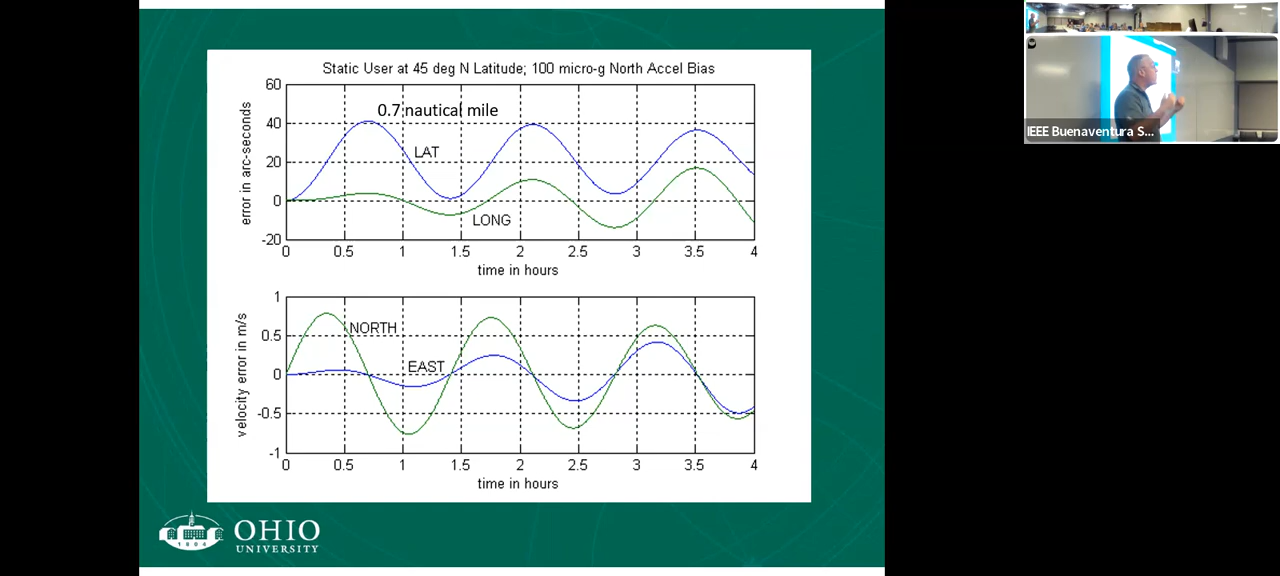 Static User at 45 deg N Latitude; 100 micro-g North Accel Bias
60
40
20
0
-20
error in arc-seconds
0.7 nautical mile
LAT
LONG
0 0.5 1 1.5 2 2.5 3 3.5 4
time in hours
1
0.5
0
-0.5
-1
velocity error in m/s
NORTH
EAST
0 0.5 1 1.5 2 2.5 3 3.5 4
time in hours
1804
OHIO
UNIVERSITY
IEEE Buenaventura S...